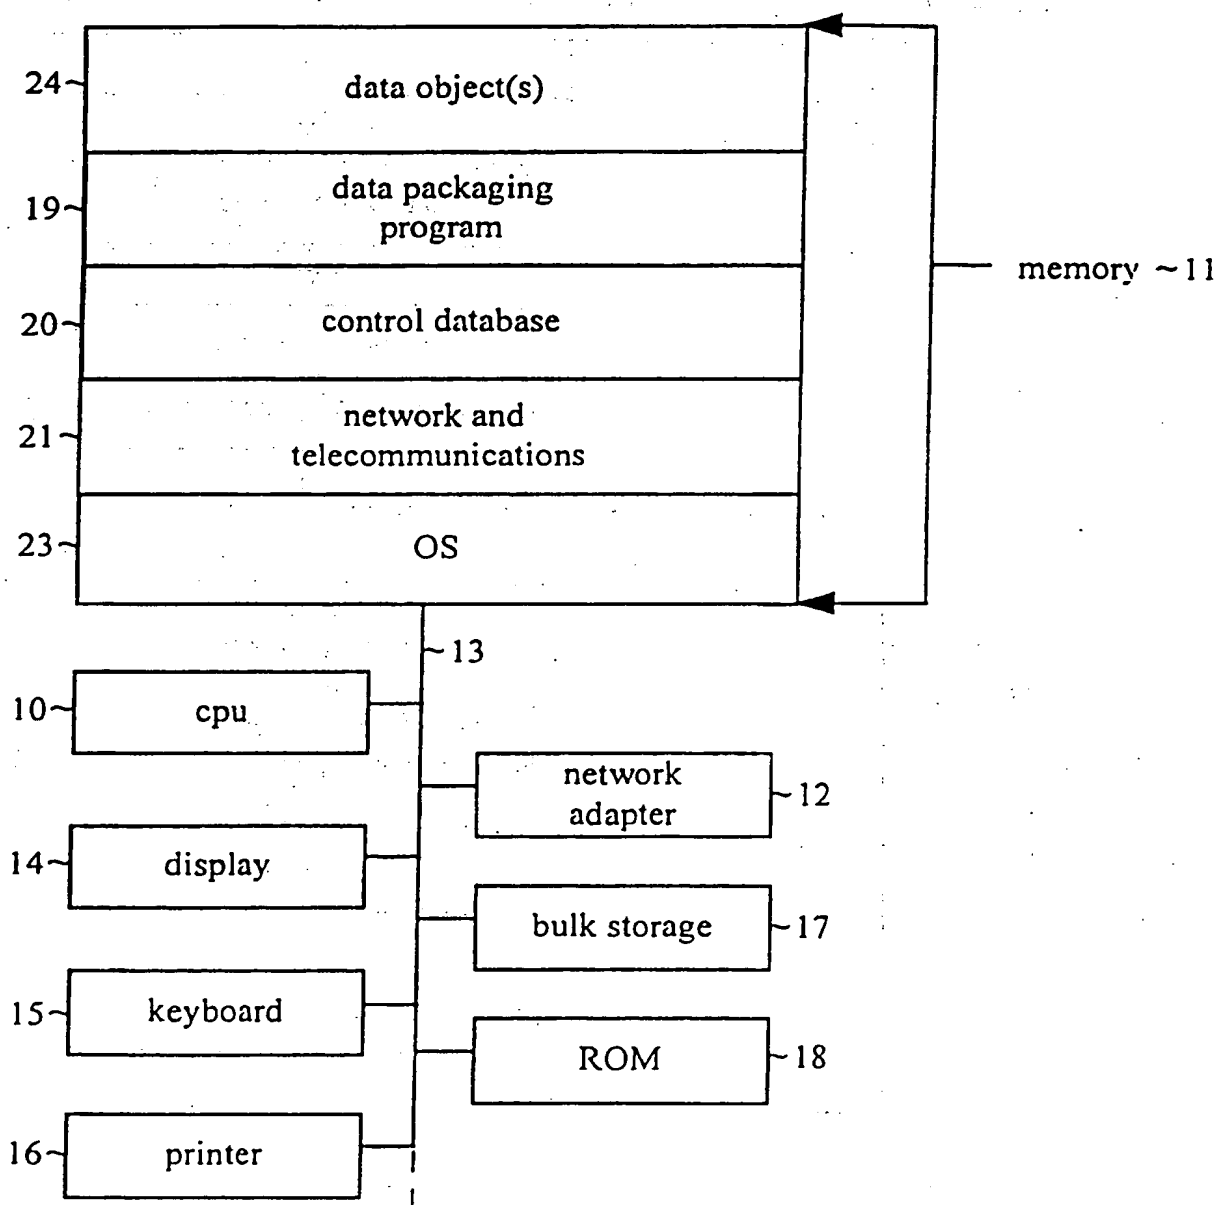 24~ data object(s)
19~ data packaging
program
memory ~11
20~ control database
21~ network and
telecommunications
23~ OS
~13
10~ cpu
network
adapter ~12
14~ display
bulk storage ~17
15~ keyboard
ROM ~18
16~ printer